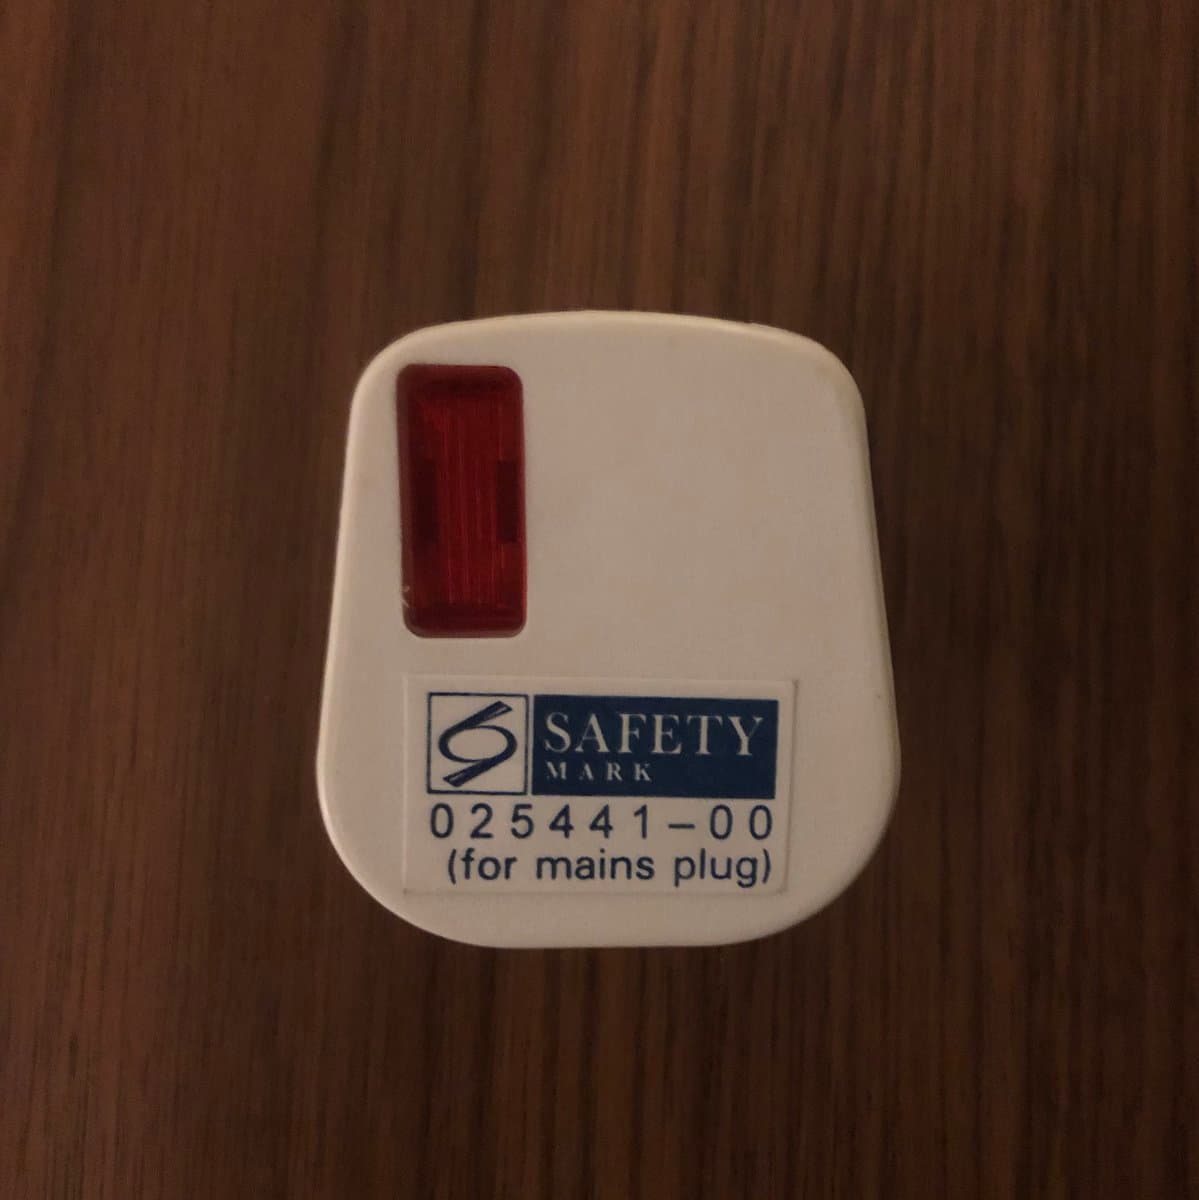 SAFETY
MARK
025441-00
(for mains plug)